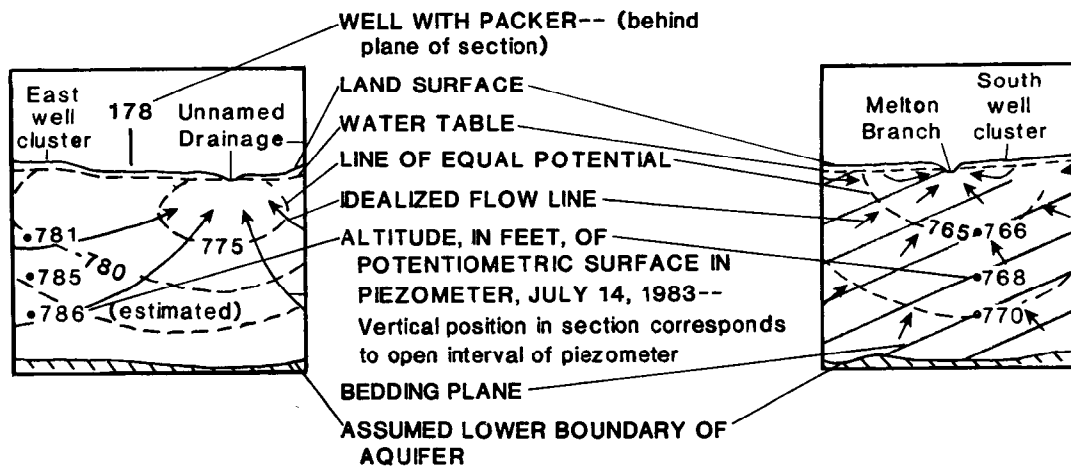 WELL WITH PACKER-- (behind
plane of section)
East
well
cluster
178
Unnamed
Drainage
781
785
786
780
775
(estimated)
LAND SURFACE
WATER TABLE
LINE OF EQUAL POTENTIAL
IDEALIZED FLOW LINE
ALTITUDE, IN FEET, OF
POTENTIOMETRIC SURFACE IN
PIEZOMETER, JULY 14, 1983--
Vertical position in section corresponds
to open interval of piezometer
BEDDING PLANE
ASSUMED LOWER BOUNDARY OF
AQUIFER
Melton
Branch
South
well
cluster
765 766
768
770